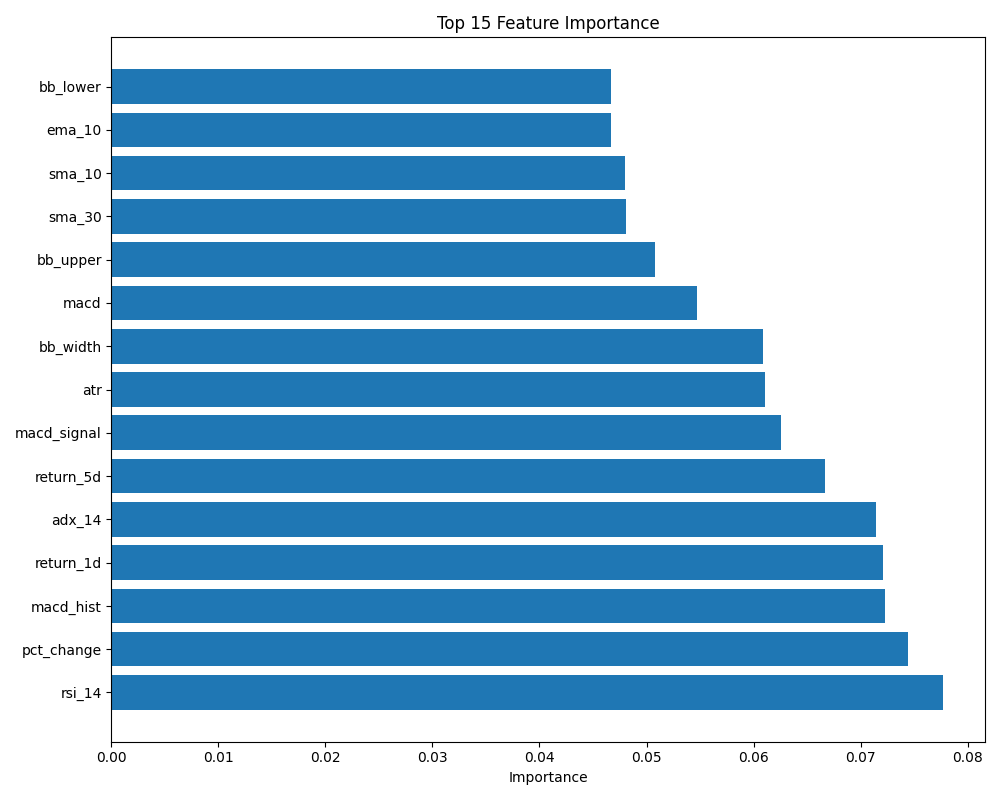 Top 15 Feature Importance
bb_lower
ema_10
sma_10
sma_30
bb_upper
macd
bb_width
atr
macd_signal
return_5d
adx_14
return_1d
macd_hist
pct_change
rsi_14
0.00 0.01 0.02 0.03 0.04 0.05 0.06 0.07 0.08
Importance